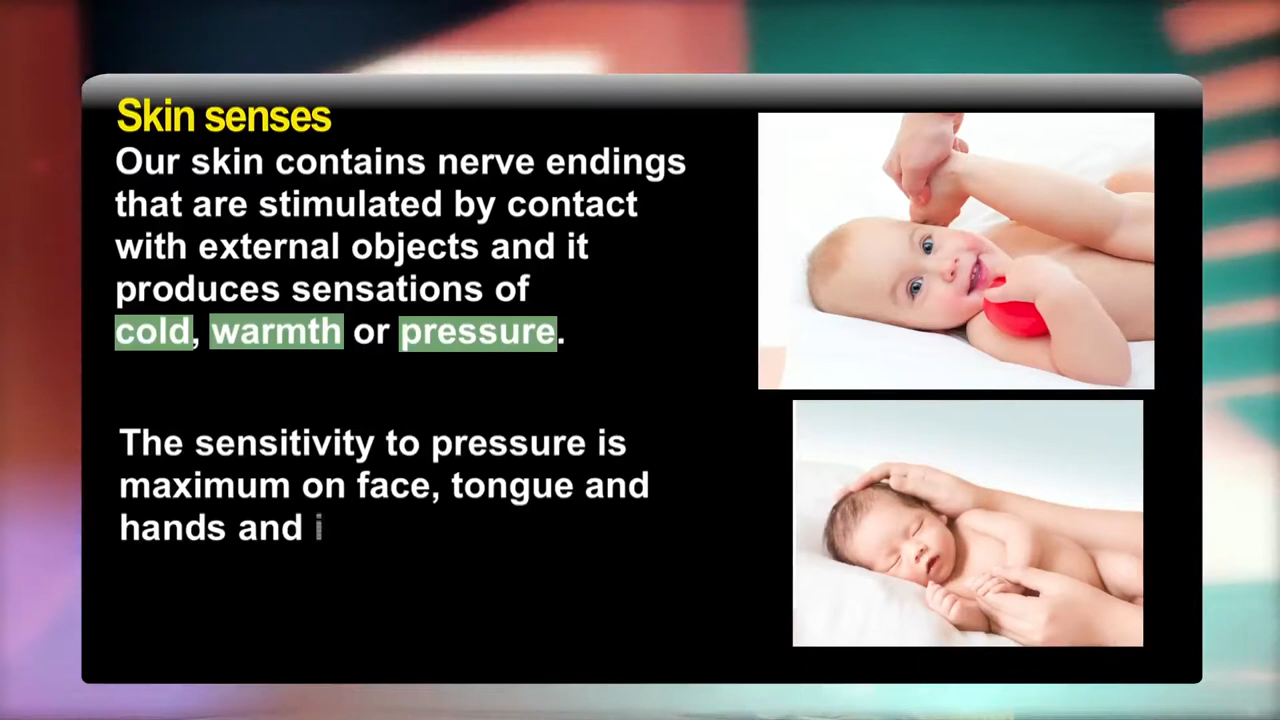 Skin senses
Our skin contains nerve endings
that are stimulated by contact
with external objects and it
produces sensations of
cold, warmth or pressure.
The sensitivity to pressure is
maximum on face, tongue and
hands and i